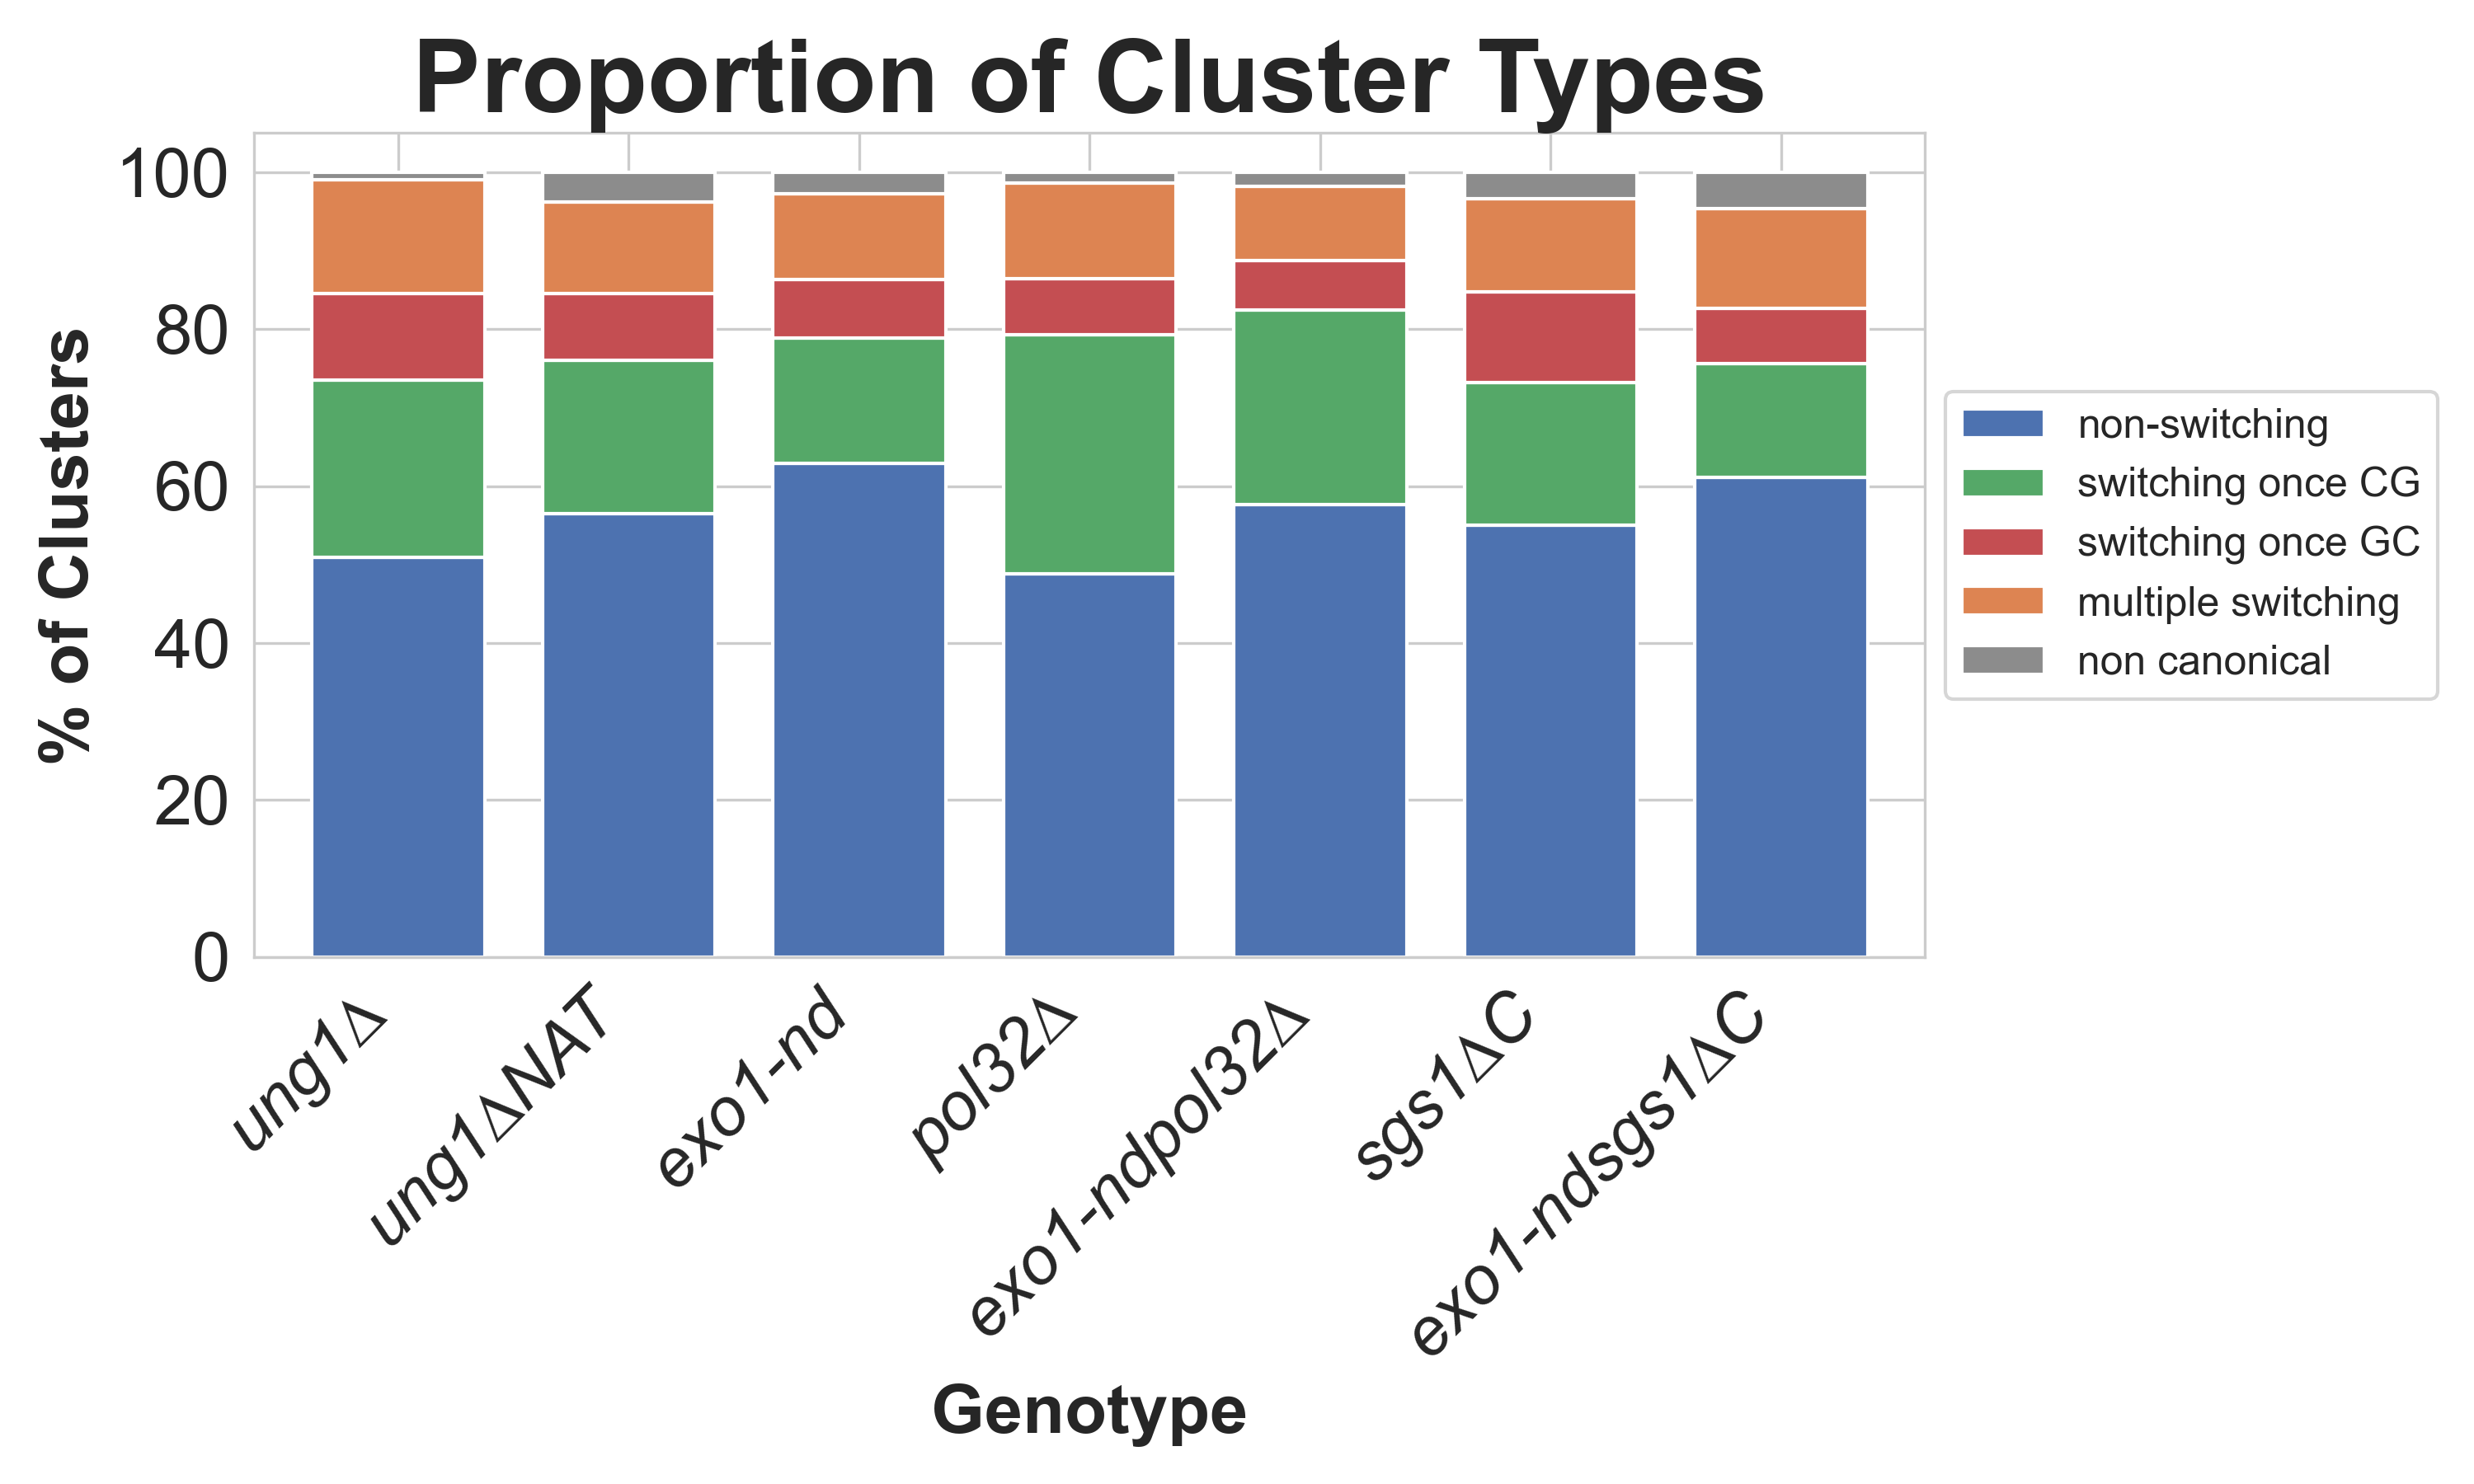 Proportion of Cluster Types
% of Clusters
100
80
60
40
20
0
ung1Δ
ung1ΔNAT
exo1-nd
pol32Δ
exo1-ndpol32Δ
sgs1ΔC
exo1-ndsgs1ΔC
Genotype
non-switching
switching once CG
switching once GC
multiple switching
non canonical